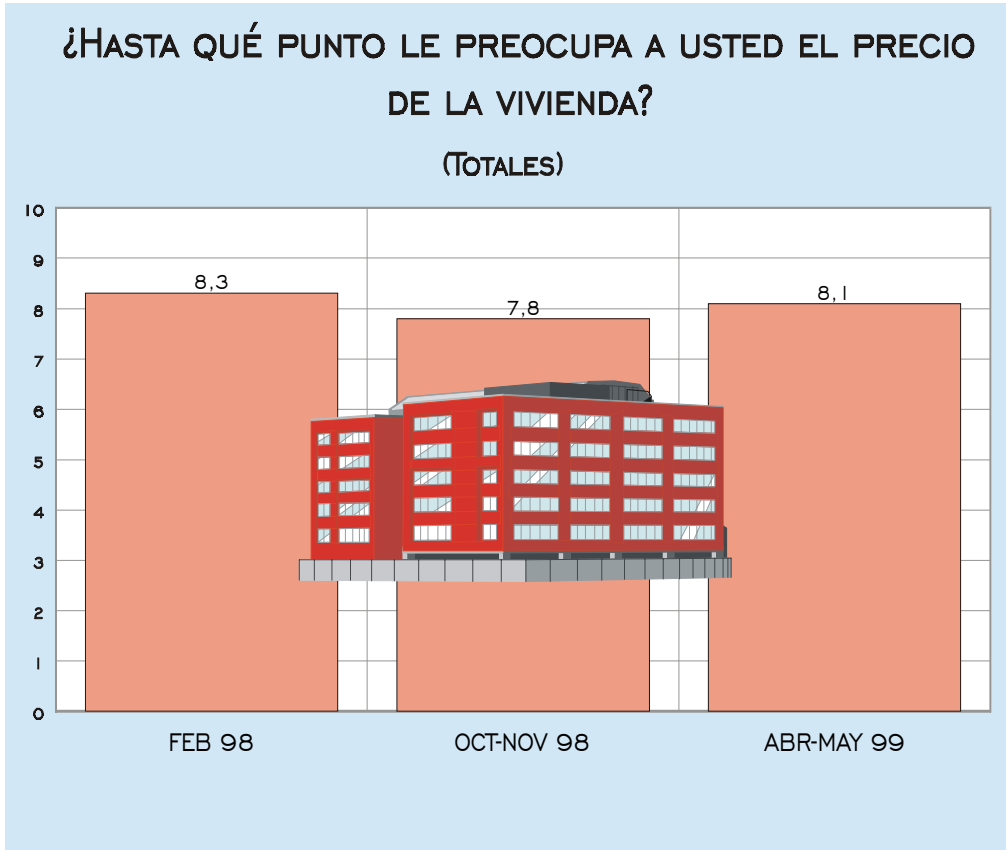 ¿HASTA QUÉ PUNTO LE PREOCUPA A USTED EL PRECIO
DE LA VIVIENDA?
(TOTALES)
10
9
8
7
6
5
4
3
2
1
0
8,3
7,8
8,1
FEB 98
OCT-NOV 98
ABR-MAY 99